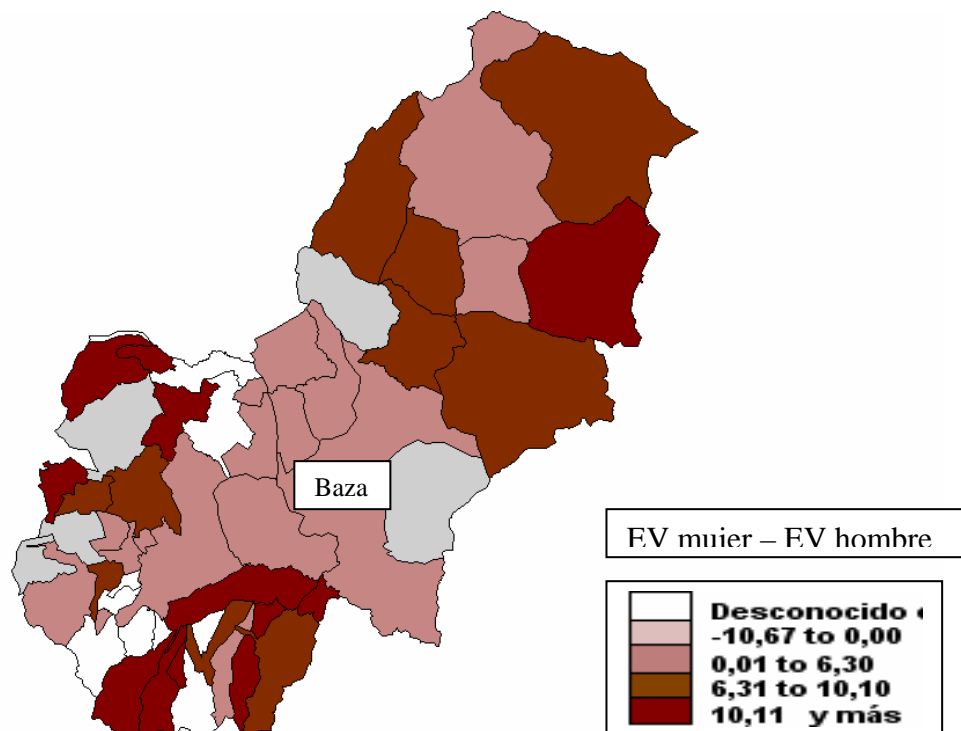 Baza
EV mujer – EV hombre
Desconocido
-10,67 to 0,00
0,01 to 6,30
6,31 to 10,10
10,11 y más